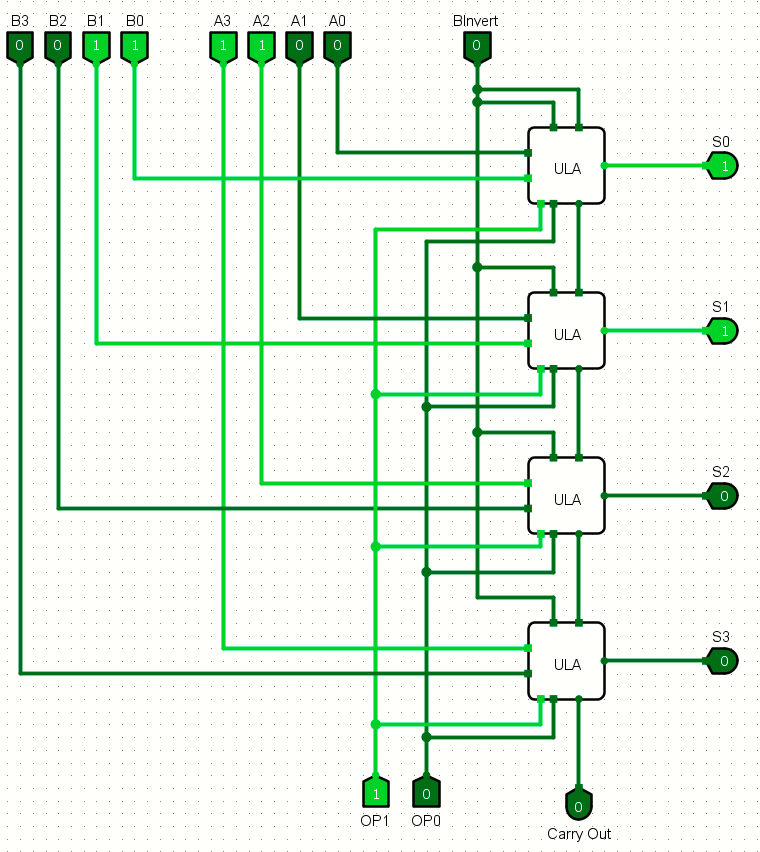 B3 B2 B1 B0 A3 A2 A1 A0 BInvert
0 0 1 1 1 1 0 0 0
S0
ULA
1
S1
ULA
1
S2
ULA
0
S3
ULA
0
1 0 0
OP1 OP0
Carry Out